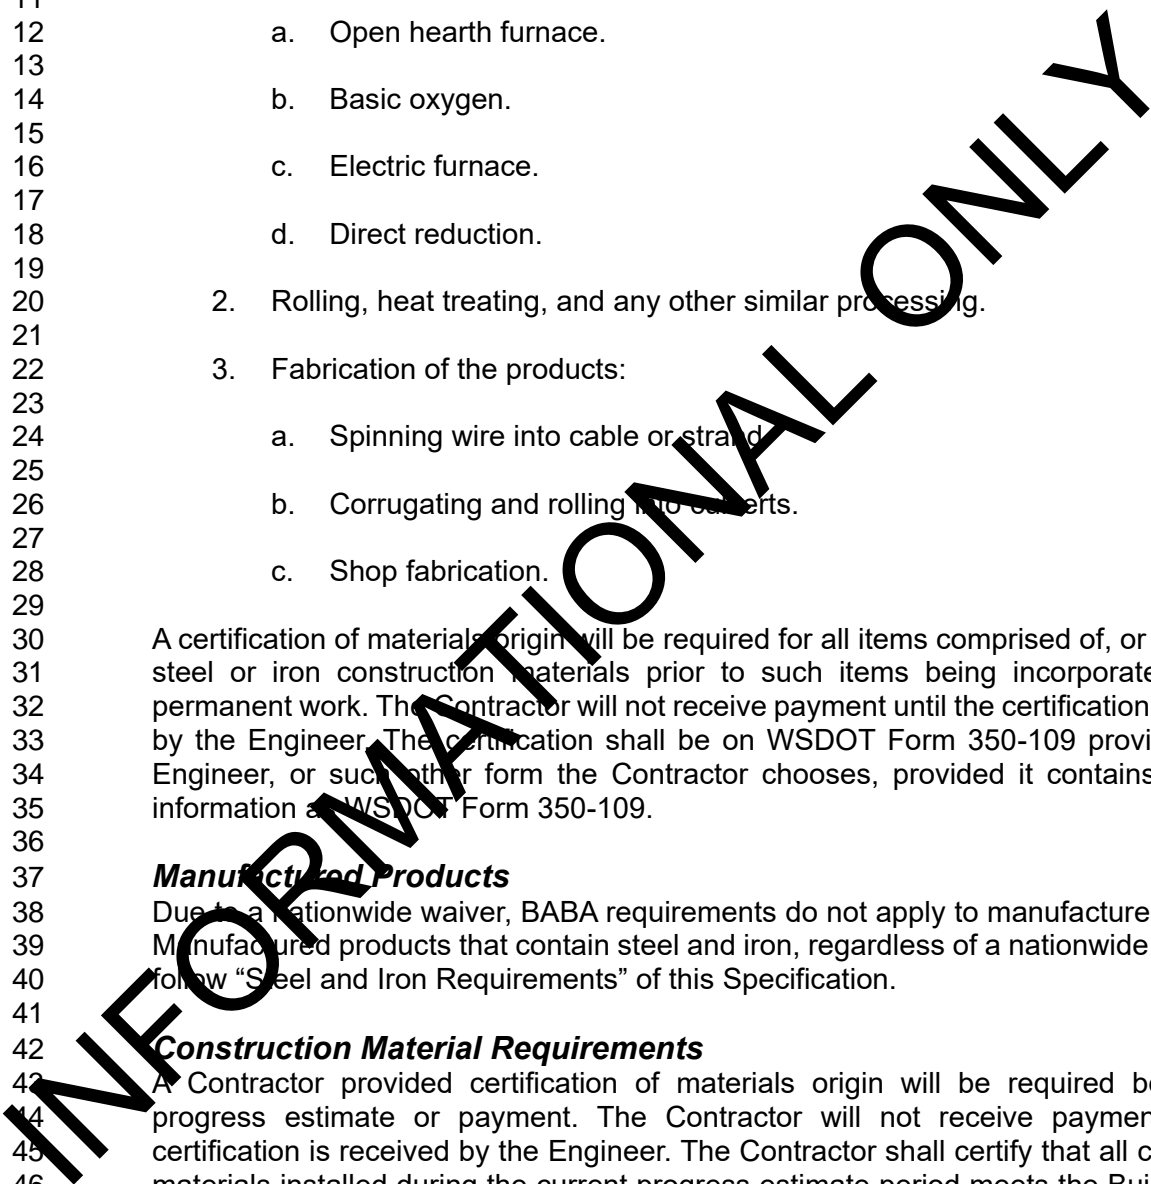 11
12 a. Open hearth furnace.
13
14 b. Basic oxygen.
15
16 c. Electric furnace.
17
18 d. Direct reduction.
19
20 2. Rolling, heat treating, and any other similar processing.
21
22 3. Fabrication of the products:
23
24 a. Spinning wire into cable or strand
25
26 b. Corrugating and rolling into culverts.
27
28 c. Shop fabrication.
29
30 A certification of materials origin will be required for all items comprised of, or
31 steel or iron construction materials prior to such items being incorporate
32 permanent work. The Contractor will not receive payment until the certification
33 by the Engineer. The certification shall be on WSDOT Form 350-109 provi
34 Engineer, or such other form the Contractor chooses, provided it contains
35 information as WSDOT Form 350-109.
36
37 Manufactured Products
38 Due to a nationwide waiver, BABA requirements do not apply to manufacture
39 Manufactured products that contain steel and iron, regardless of a nationwide
40 follow “Steel and Iron Requirements” of this Specification.
41
42 Construction Material Requirements
43 A Contractor provided certification of materials origin will be required be
44 progress estimate or payment. The Contractor will not receive paymen
45 certification is received by the Engineer. The Contractor shall certify that all c
46 materials installed during the current progress estimate period meets the Bui
INFORMATIONAL ONLY